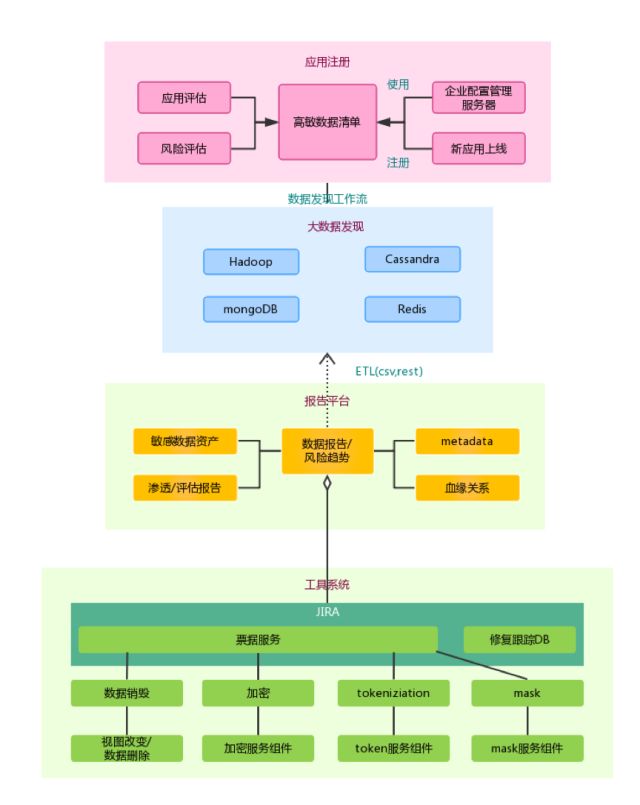 应用注册
应用评估
风险评估
高敏数据清单
使用
注册
企业配置管理
服务器
新应用上线
数据发现工作流
大数据发现
Hadoop
Cassandra
mongoDB
Redis
ETL(csv,rest)
报告平台
敏感数据资产
渗透/评估报告
数据报告/
风险趋势
metadata
血缘关系
工具系统
JIRA
票据服务
修复跟踪DB
数据销毁
加密
tokeniziation
mask
视图改变/
数据删除
加密服务组件
token服务组件
mask服务组件